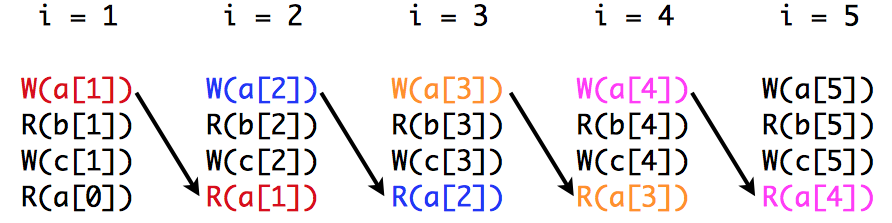 i = 1 i = 2 i = 3 i = 4 i = 5
W(a[1]) W(a[2]) W(a[3]) W(a[4]) W(a[5])
R(b[1]) R(b[2]) R(b[3]) R(b[4]) R(b[5])
W(c[1]) W(c[2]) W(c[3]) W(c[4]) W(c[5])
R(a[0]) R(a[1]) R(a[2]) R(a[3]) R(a[4])